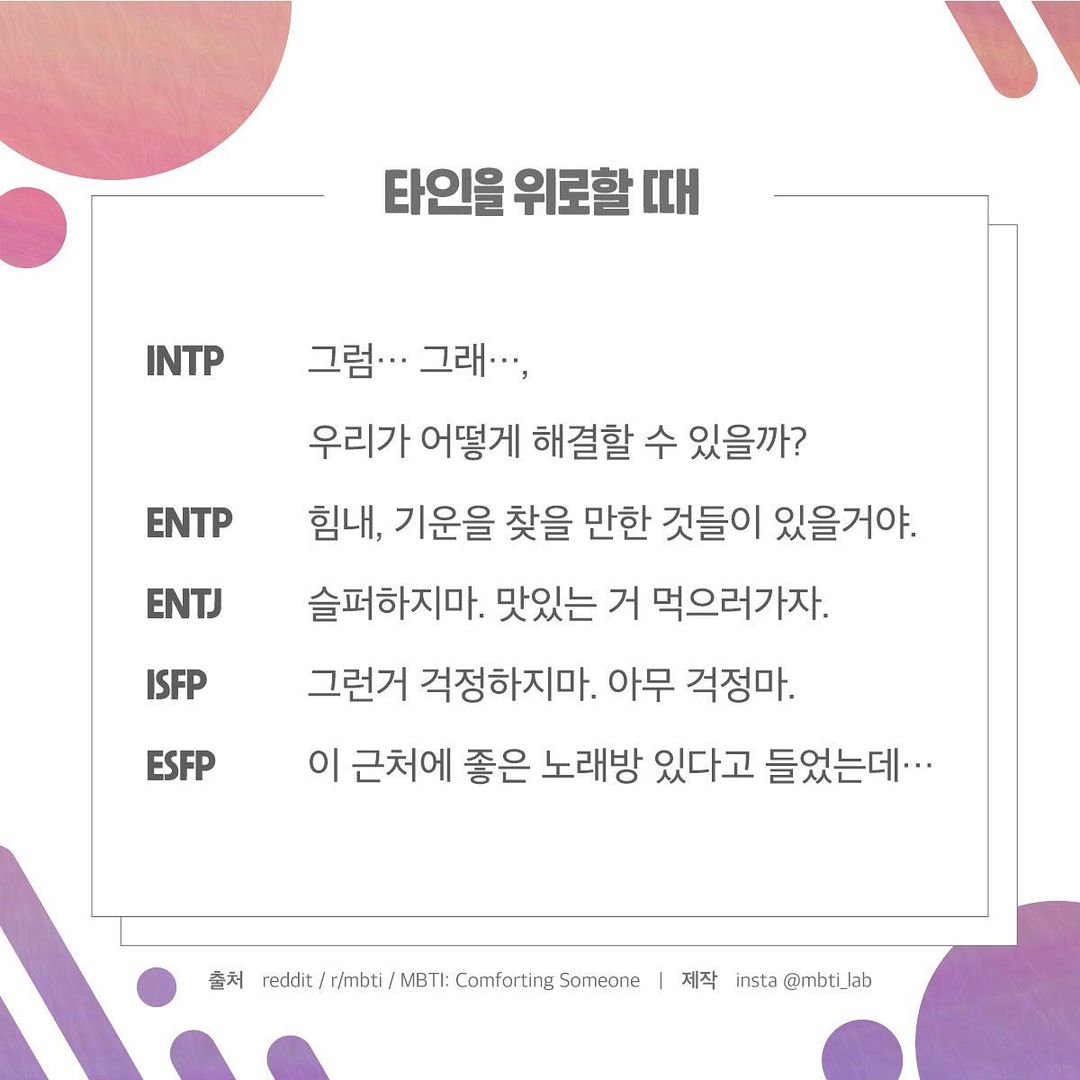 타인을 위로할 때
INTP 그럼… 그래…,
우리가 어떻게 해결할 수 있을까?
ENTP 힘내, 기운을 찾을 만한 것들이 있을거야.
ENTJ 슬퍼하지마. 맛있는 거 먹으러가자.
ISFP 그런거 걱정하지마. 아무 걱정마.
ESFP 이 근처에 좋은 노래방 있다고 들었는데…
출처 reddit / r/mbti / MBTI: Comforting Someone | 제작 insta @mbti_lab